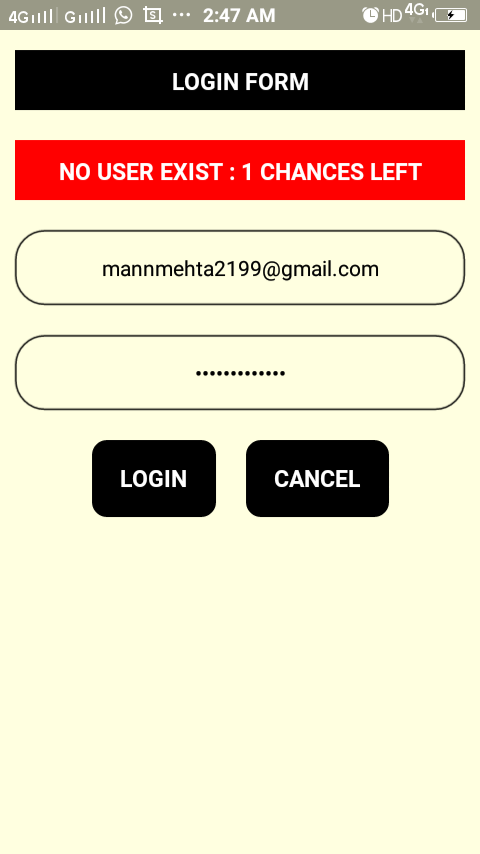 4G G 2:47 AM HD 4G
LOGIN FORM
NO USER EXIST : 1 CHANCES LEFT
mannmehta2199@gmail.com
•••••••••••••
LOGIN CANCEL